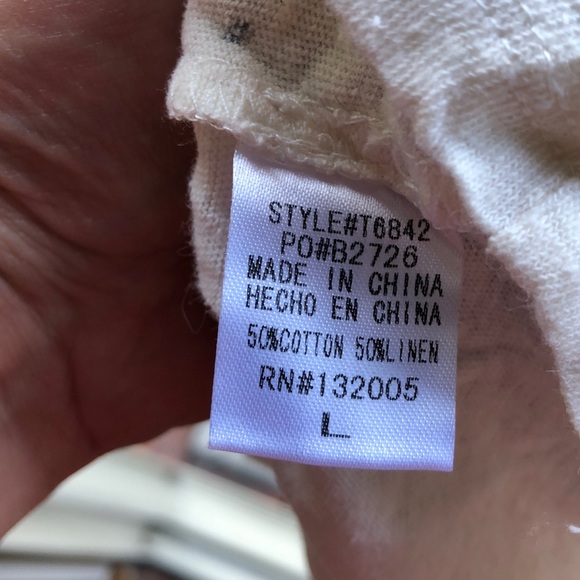 STYLE#T6842
PO#B2726
MADE IN CHINA
HECHO EN CHINA
50%COTTON 50%LINEN
RN#132005
L